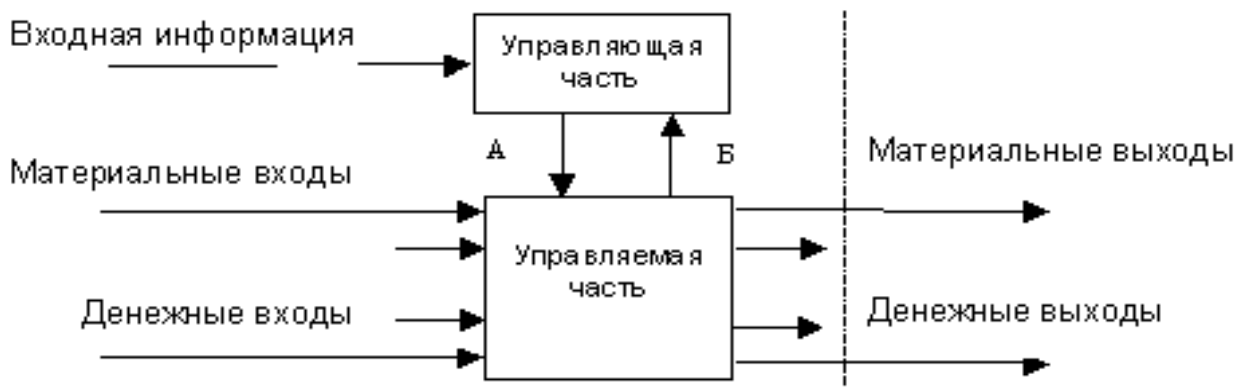 Входная информация
Управляющая
часть
А
Б
Материальные входы
Материальные выходы
Управляемая
часть
Денежные входы
Денежные выходы